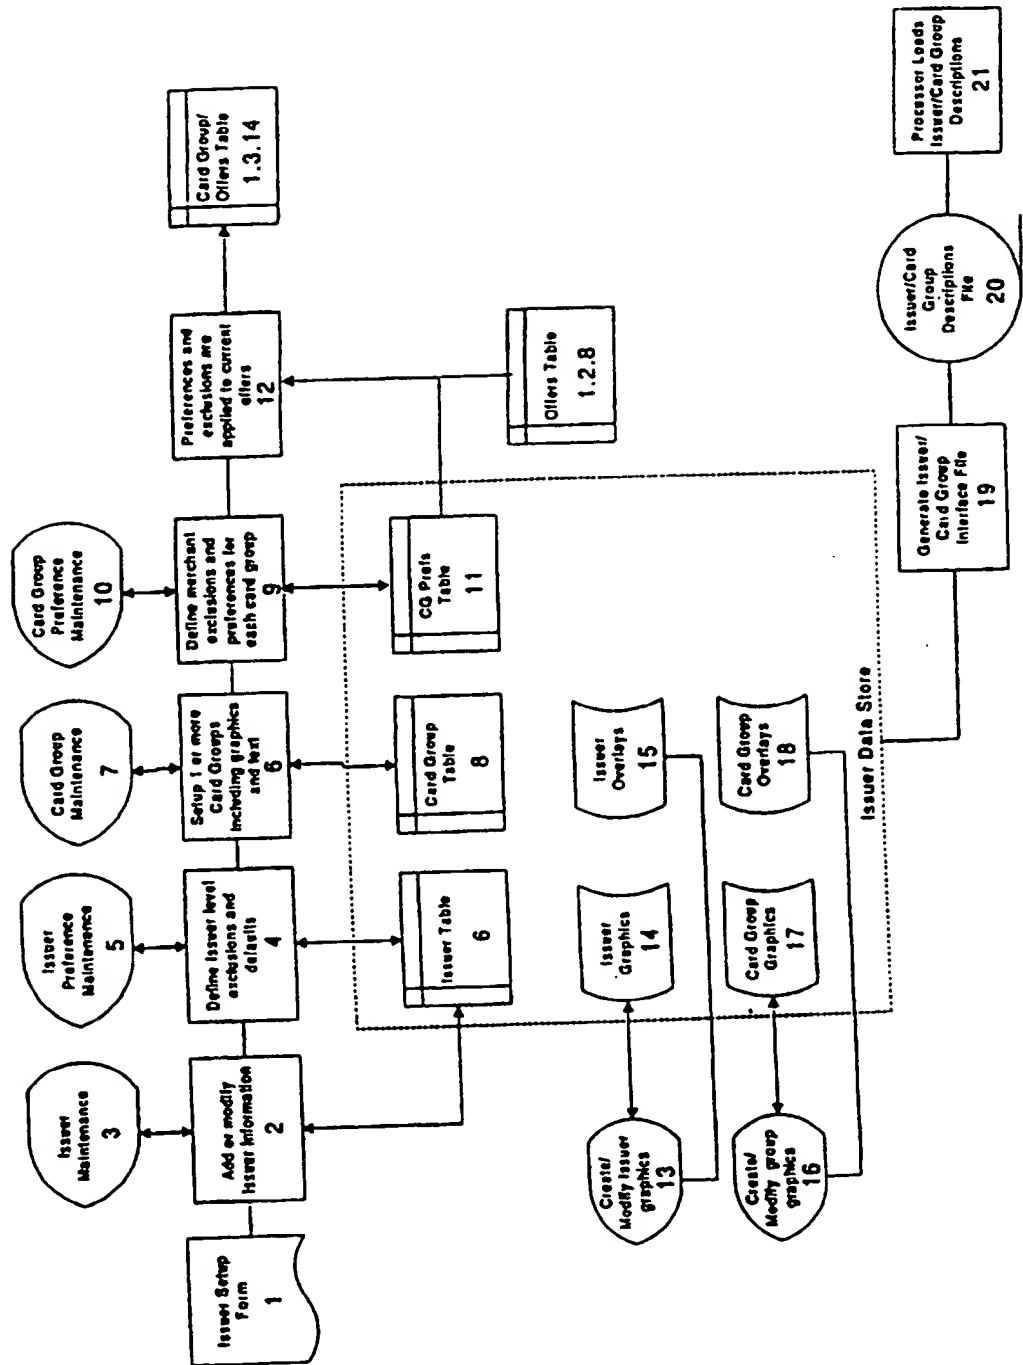 Issuer Setup
Form
1
Issuer
Maintenance
3
Add or modify
Issuer Information
2
Issuer
Preference
Maintenance
5
Define Issuer level
exclusions and
defaults
4
Card Group
Maintenance
7
Setup 1 or more
Card Groups
including graphics
and text
6
Card Group
Preference
Maintenance
10
Define merchant
exclusions and
preferences for
each card group
9
Preferences and
exclusions are
applied to current
offers
12
Card Group/
Offers Table
1.3.14
Issuer Table
6
Card Group
Table
8
CG Prefs
Table
11
Offers Table
1.2.8
Create/
Modify Issuer
graphics
13
Issuer
Graphics
14
Issuer
Overlays
15
Create/
Modify group
graphics
16
Card Group
Graphics
17
Card Group
Overlays
18
Issuer Data Store
Generate Issuer/
Card Group
Interface File
19
Issuer/Card
Group
Descriptions
File
20
Processor Loads
Issuer/Card Group
Descriptions
21